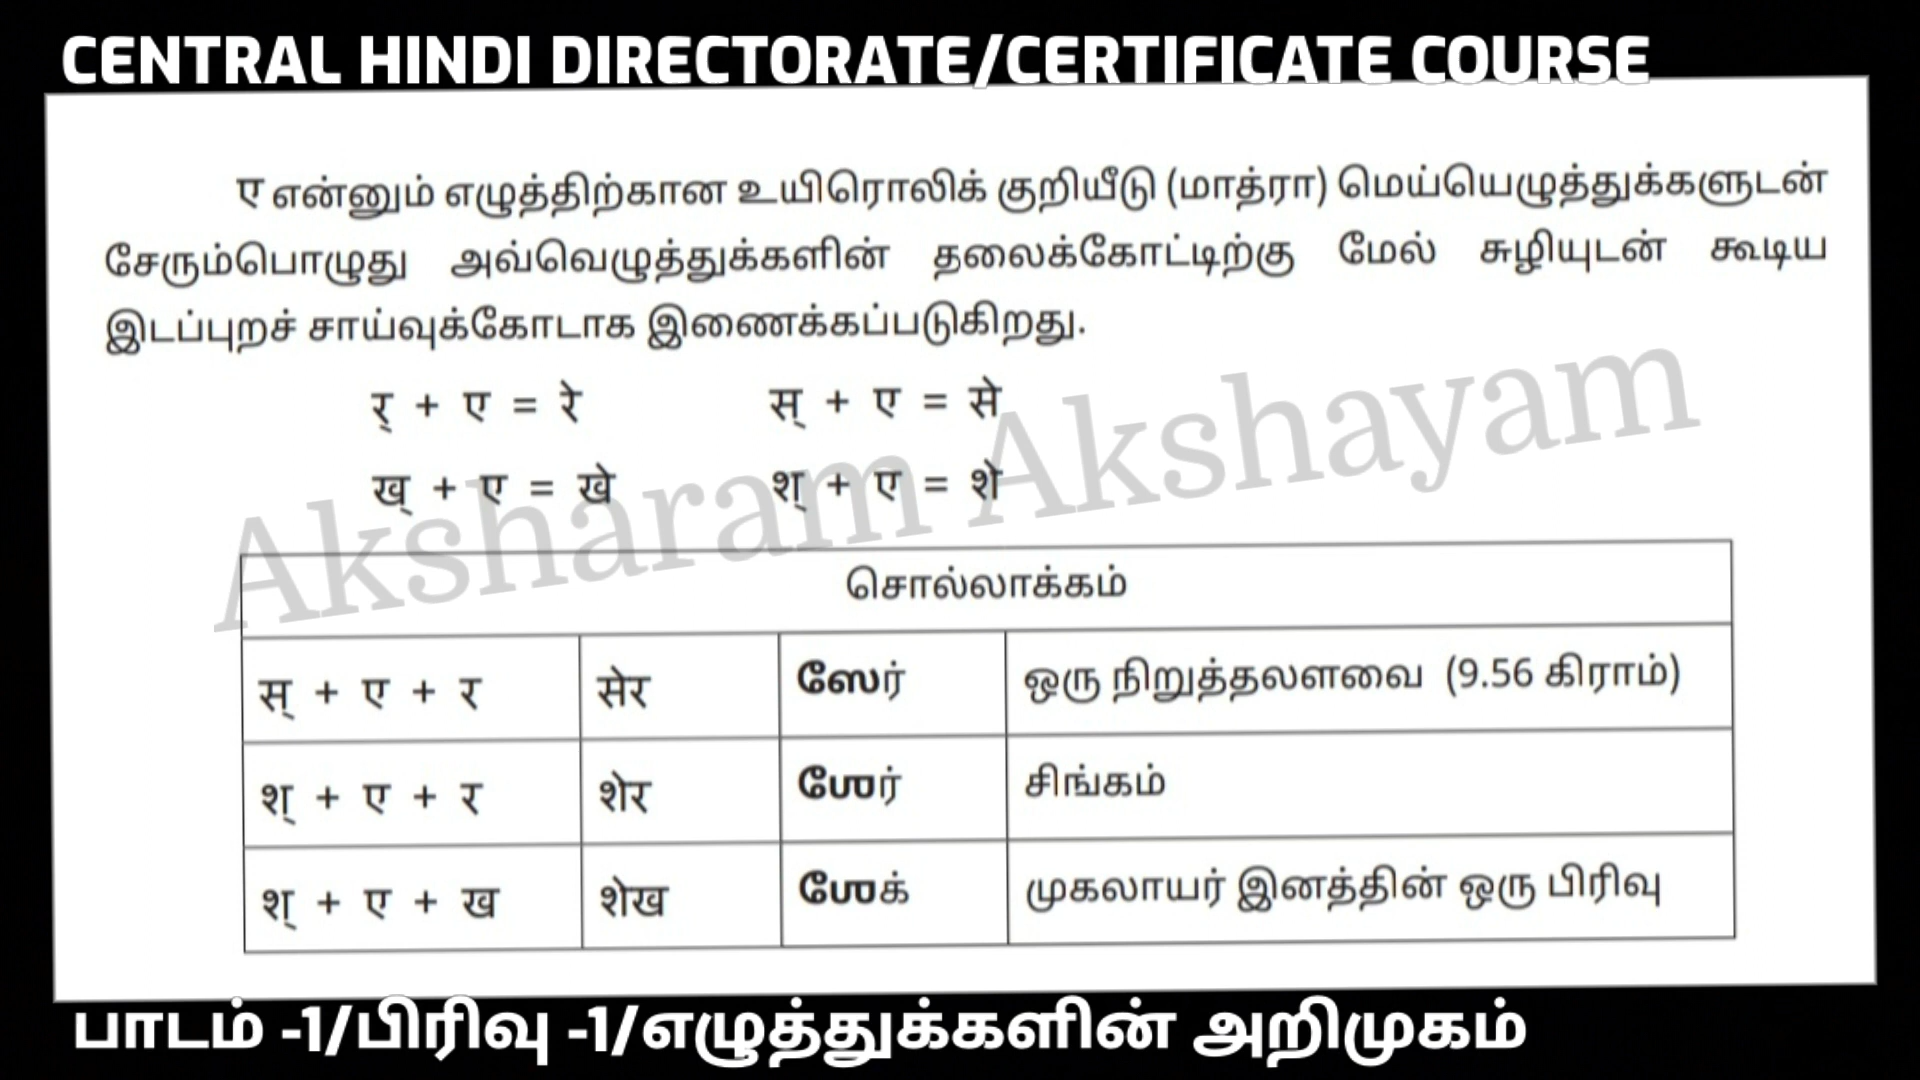 CENTRAL HINDI DIRECTORATE/CERTIFICATE COURSE
ए என்னும் எழுத்திற்கான உயிரொலிக் குறியீடு (மாத்ரா) மெய்யெழுத்துக்களுடன்
சேரும்பொழுது அவ்வெழுத்துக்களின் தலைக்கோட்டிற்கு மேல் சுழியுடன் கூடிய
இடப்புறச் சாய்வுக்கோடாக இணைக்கப்படுகிறது.
र् + ए = रे स् + ए = से
ख् + ए = खे श् + ए = शे
Aksharam Akshayam
சொல்லாக்கம்
स् + ए + र सेर ஸேர் ஒரு நிறுத்தலளவை (9.56 கிராம்)
श् + ए + र शेर ஶேர் சிங்கம்
श् + ए + ख शेख ஶேக் முகலாயர் இனத்தின் ஒரு பிரிவு
பாடம் -1/பிரிவு -1/எழுத்துக்களின் அறிமுகம்